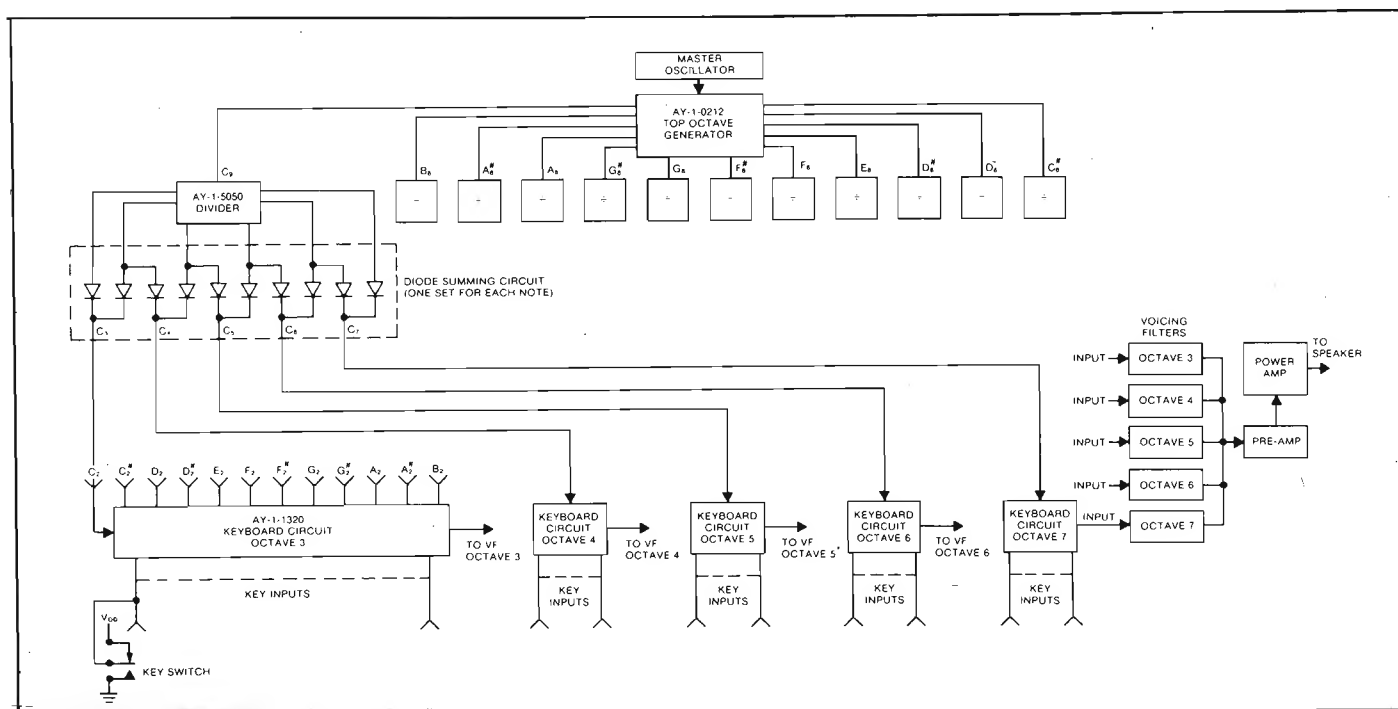 MASTER
OSCILLATOR
AY-1-0212
TOP OCTAVE
GENERATOR
C9
B8
A#8
A8
G#8
G8
F#8
F8
E8
D#8
D8
C#8
AY-1-5050
DIVIDER
DIODE SUMMING CIRCUIT
(ONE SET FOR EACH NOTE)
C3
C4
C5
C6
C7
VOICING
FILTERS
INPUT
OCTAVE 3
INPUT
OCTAVE 4
INPUT
OCTAVE 5
INPUT
OCTAVE 6
INPUT
OCTAVE 7
POWER
AMP
TO
SPEAKER
PRE-AMP
C2
C#2
D2
D#2
E2
F2
F#2
G2
G#2
A2
A#2
B2
AY-1-1320
KEYBOARD CIRCUIT
OCTAVE 3
TO VF
OCTAVE 3
KEYBOARD
CIRCUIT
OCTAVE 4
TO VF
OCTAVE 4
KEYBOARD
CIRCUIT
OCTAVE 5
TO VF
OCTAVE 5
KEYBOARD
CIRCUIT
OCTAVE 6
TO VF
OCTAVE 6
KEYBOARD
CIRCUIT
OCTAVE 7
KEY INPUTS
KEY
INPUTS
KEY
INPUTS
KEY
INPUTS
KEY
INPUTS
VDD
KEY SWITCH